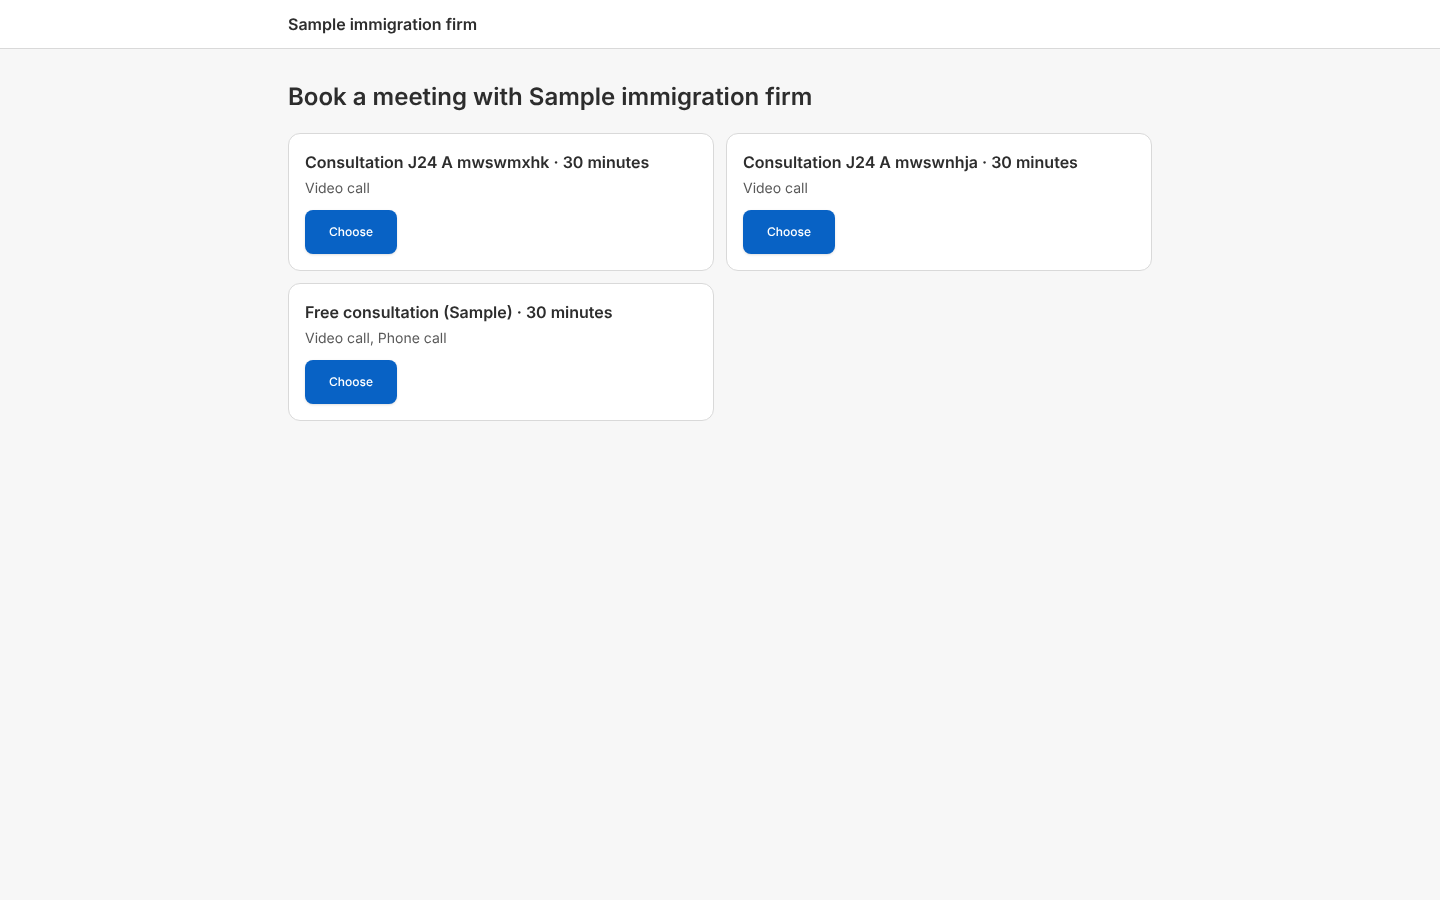 Sample immigration firm
Book a meeting with Sample immigration firm
Consultation J24 A mwswmxhk · 30 minutes
Video call
Choose
Consultation J24 A mwswnhja · 30 minutes
Video call
Choose
Free consultation (Sample) · 30 minutes
Video call, Phone call
Choose